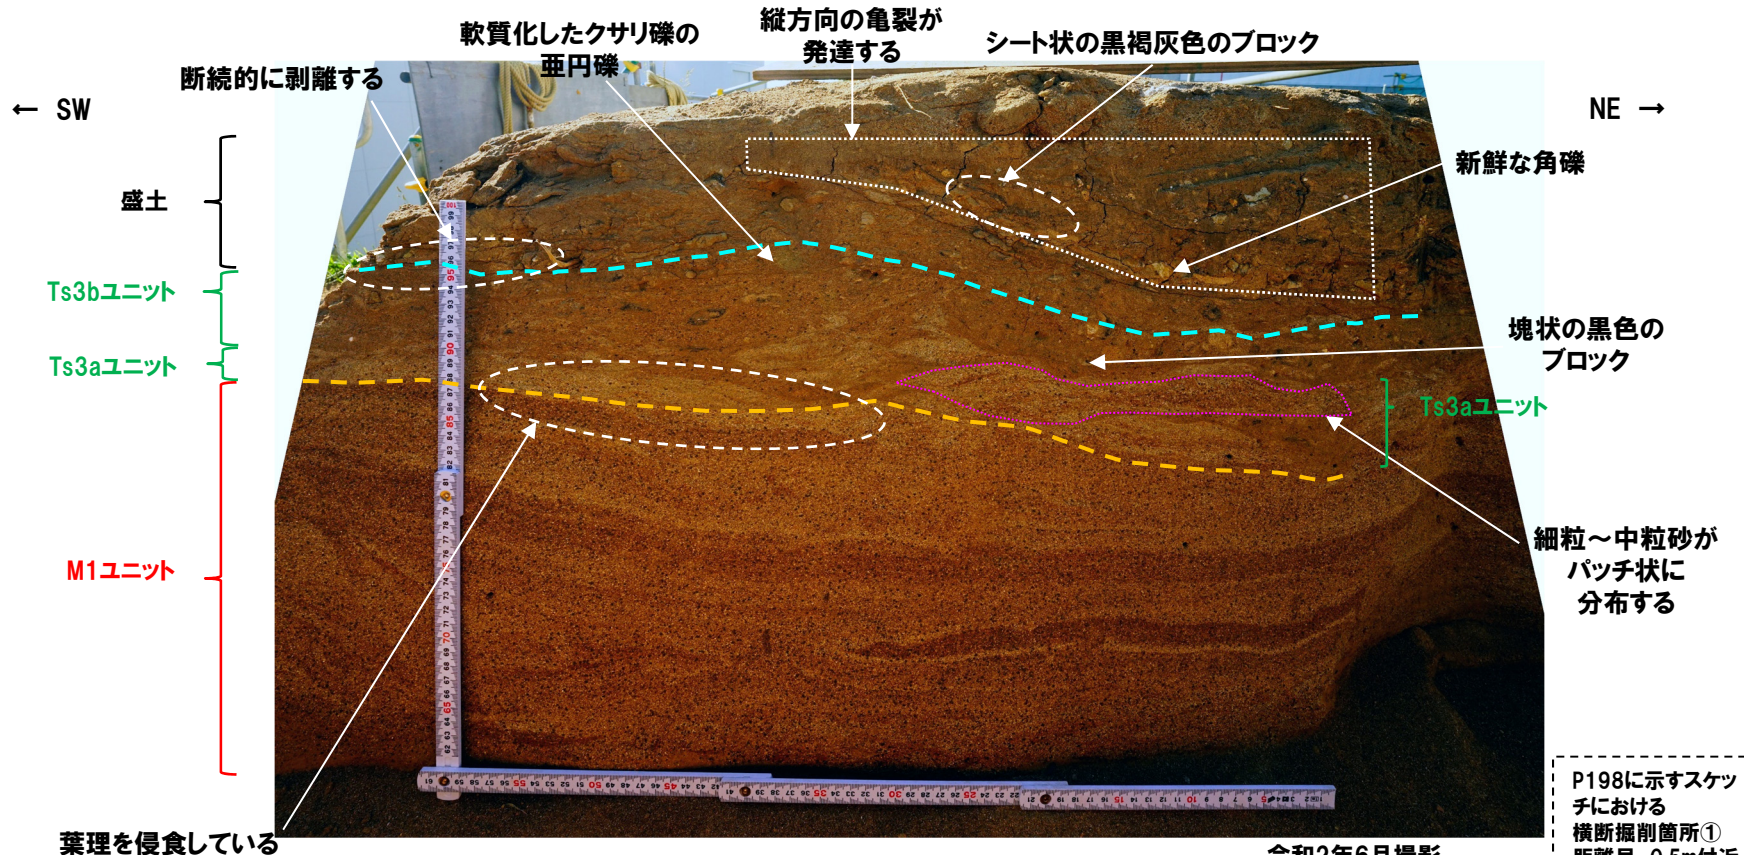 縦方向の亀裂が
発達する
軟質化したクサリ礫の
亜円礫
シート状の黒褐灰色のブロック
断続的に剥離する
← SW
NE →
新鮮な角礫
盛土
Ts3bユニット
塊状の黒色の
ブロック
Ts3aユニット
Ts3aユニット
M1ユニット
細粒～中粒砂が
パッチ状に
分布する
葉理を侵食している
P198に示すスケッ
チにおける
横断掘削箇所①